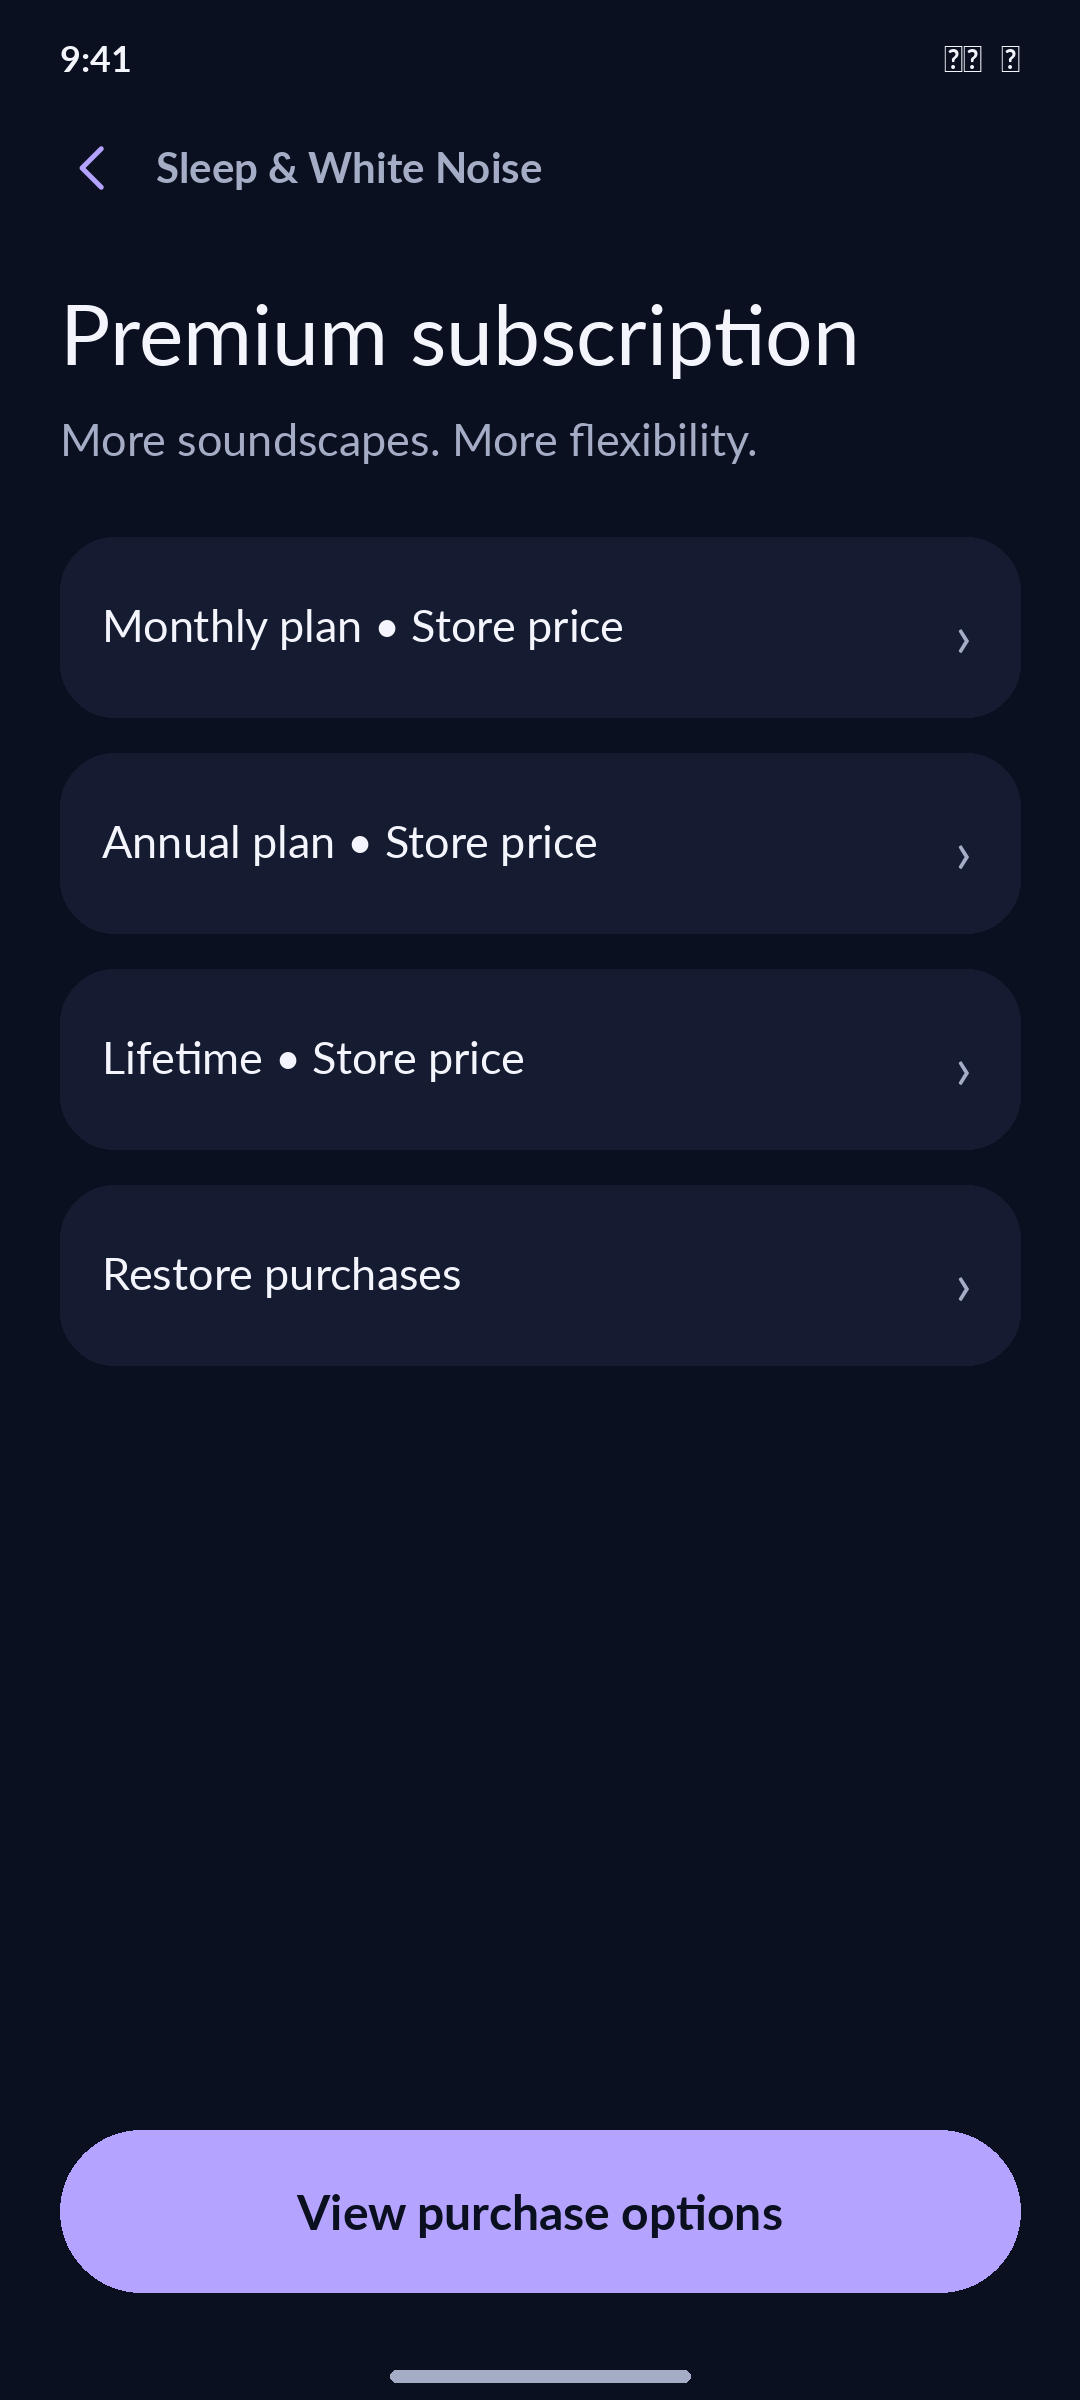 9:41
Sleep & White Noise
Premium subscription
More soundscapes. More flexibility.
Monthly plan • Store price
Annual plan • Store price
Lifetime • Store price
Restore purchases
View purchase options